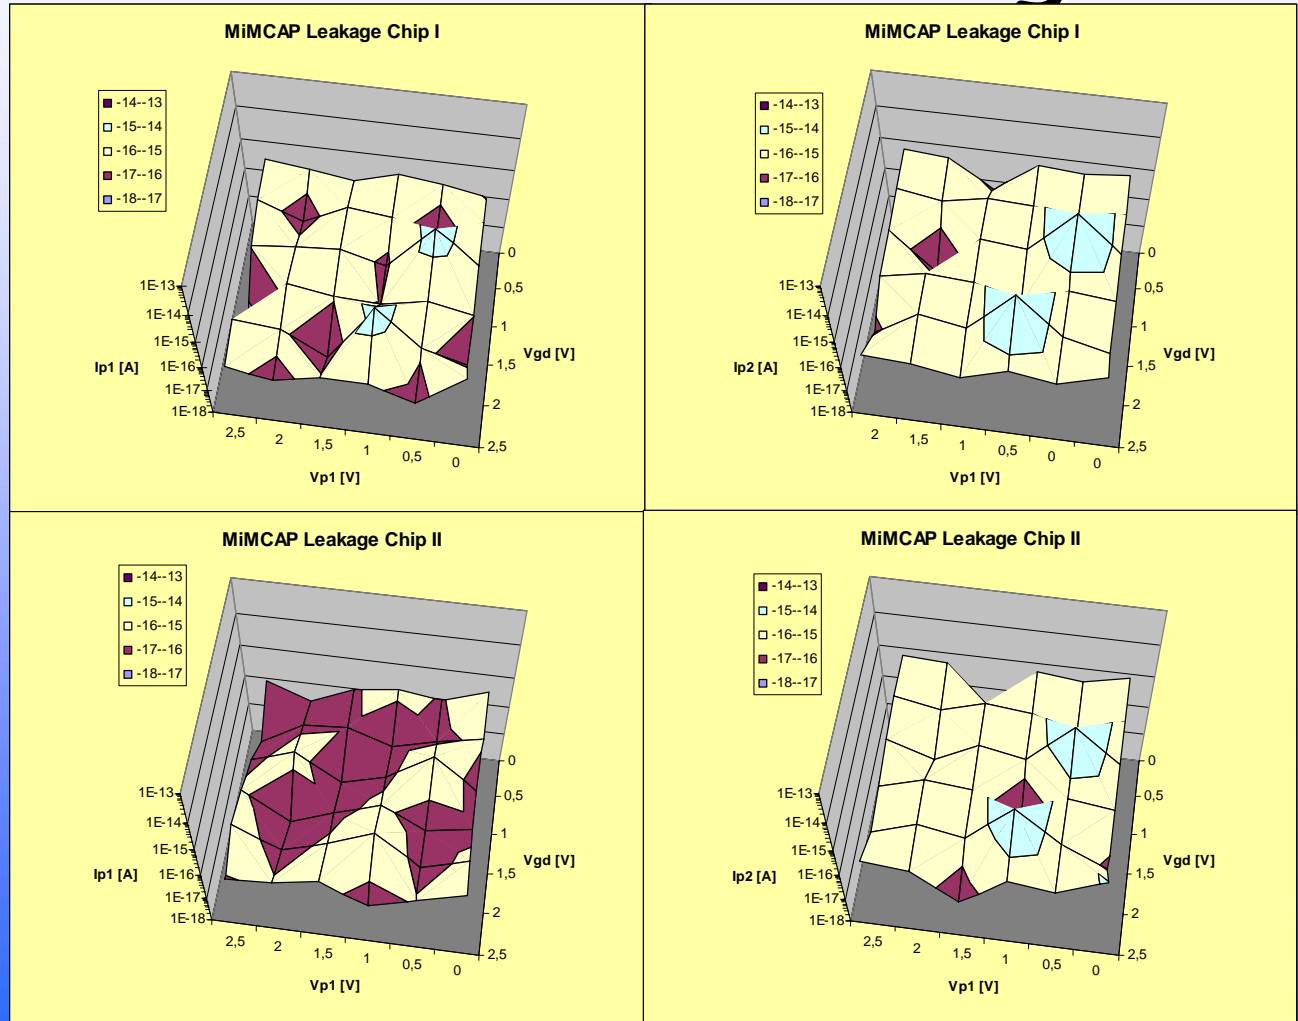 MiMCAP Leakage Chip I
-14--13
-15--14
-16--15
-17--16
-18--17
1E-13
1E-14
1E-15
1E-16
1E-17
1E-18
Ip1 [A]
0
0,5
1
1,5
2
2,5
Vgd [V]
2,5
2
1,5
1
0,5
0
Vp1 [V]
MiMCAP Leakage Chip I
-14--13
-15--14
-16--15
-17--16
-18--17
1E-13
1E-14
1E-15
1E-16
1E-17
1E-18
Ip2 [A]
0
0,5
1
1,5
2
2,5
Vgd [V]
2
1,5
1
0,5
0
0
Vp1 [V]
MiMCAP Leakage Chip II
-14--13
-15--14
-16--15
-17--16
-18--17
1E-13
1E-14
1E-15
1E-16
1E-17
1E-18
Ip1 [A]
0
0,5
1
1,5
2
2,5
Vgd [V]
2,5
2
1,5
1
0,5
0
Vp1 [V]
MiMCAP Leakage Chip II
-14--13
-15--14
-16--15
-17--16
-18--17
1E-13
1E-14
1E-15
1E-16
1E-17
1E-18
Ip2 [A]
0
0,5
1
1,5
2
2,5
Vgd [V]
2,5
2
1,5
1
0,5
0
Vp1 [V]